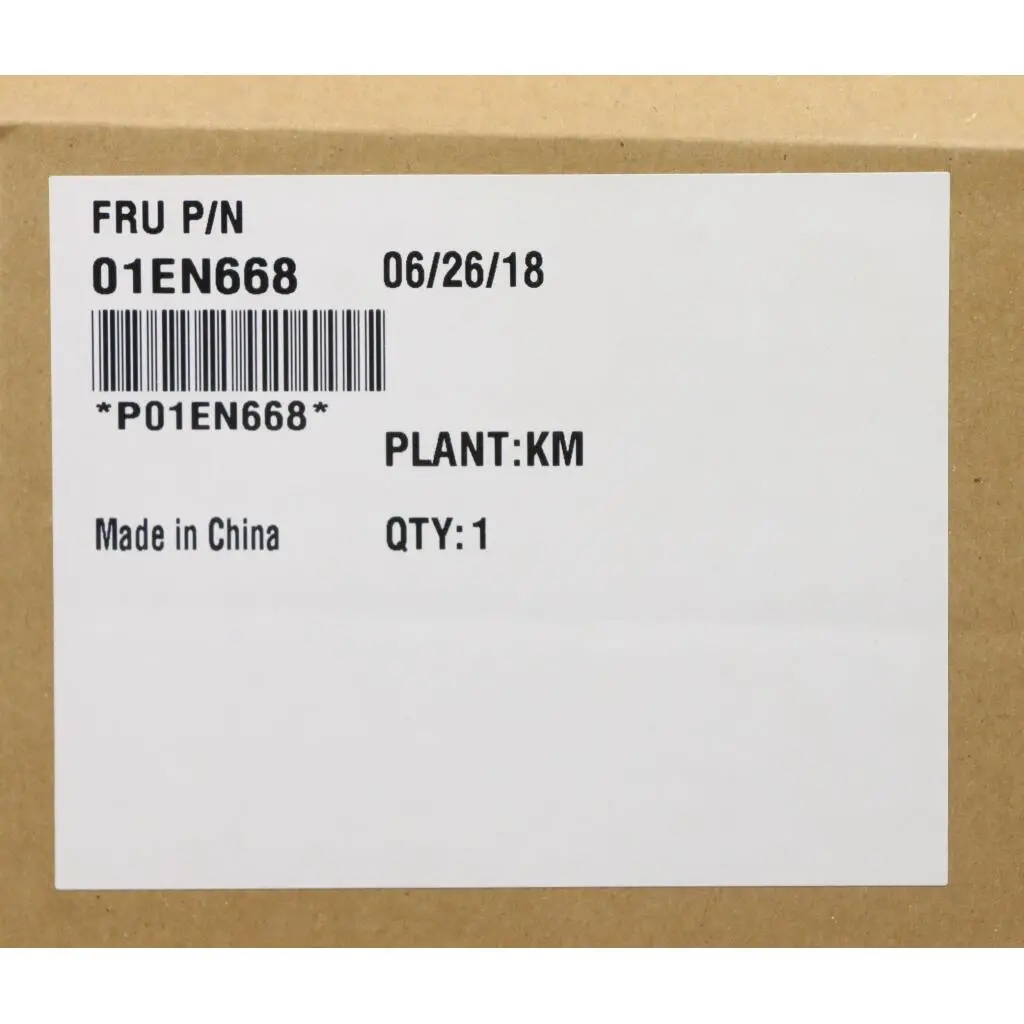 FRU P/N
01EN668 06/26/18
*P01EN668*
PLANT:KM
Made in China QTY: 1